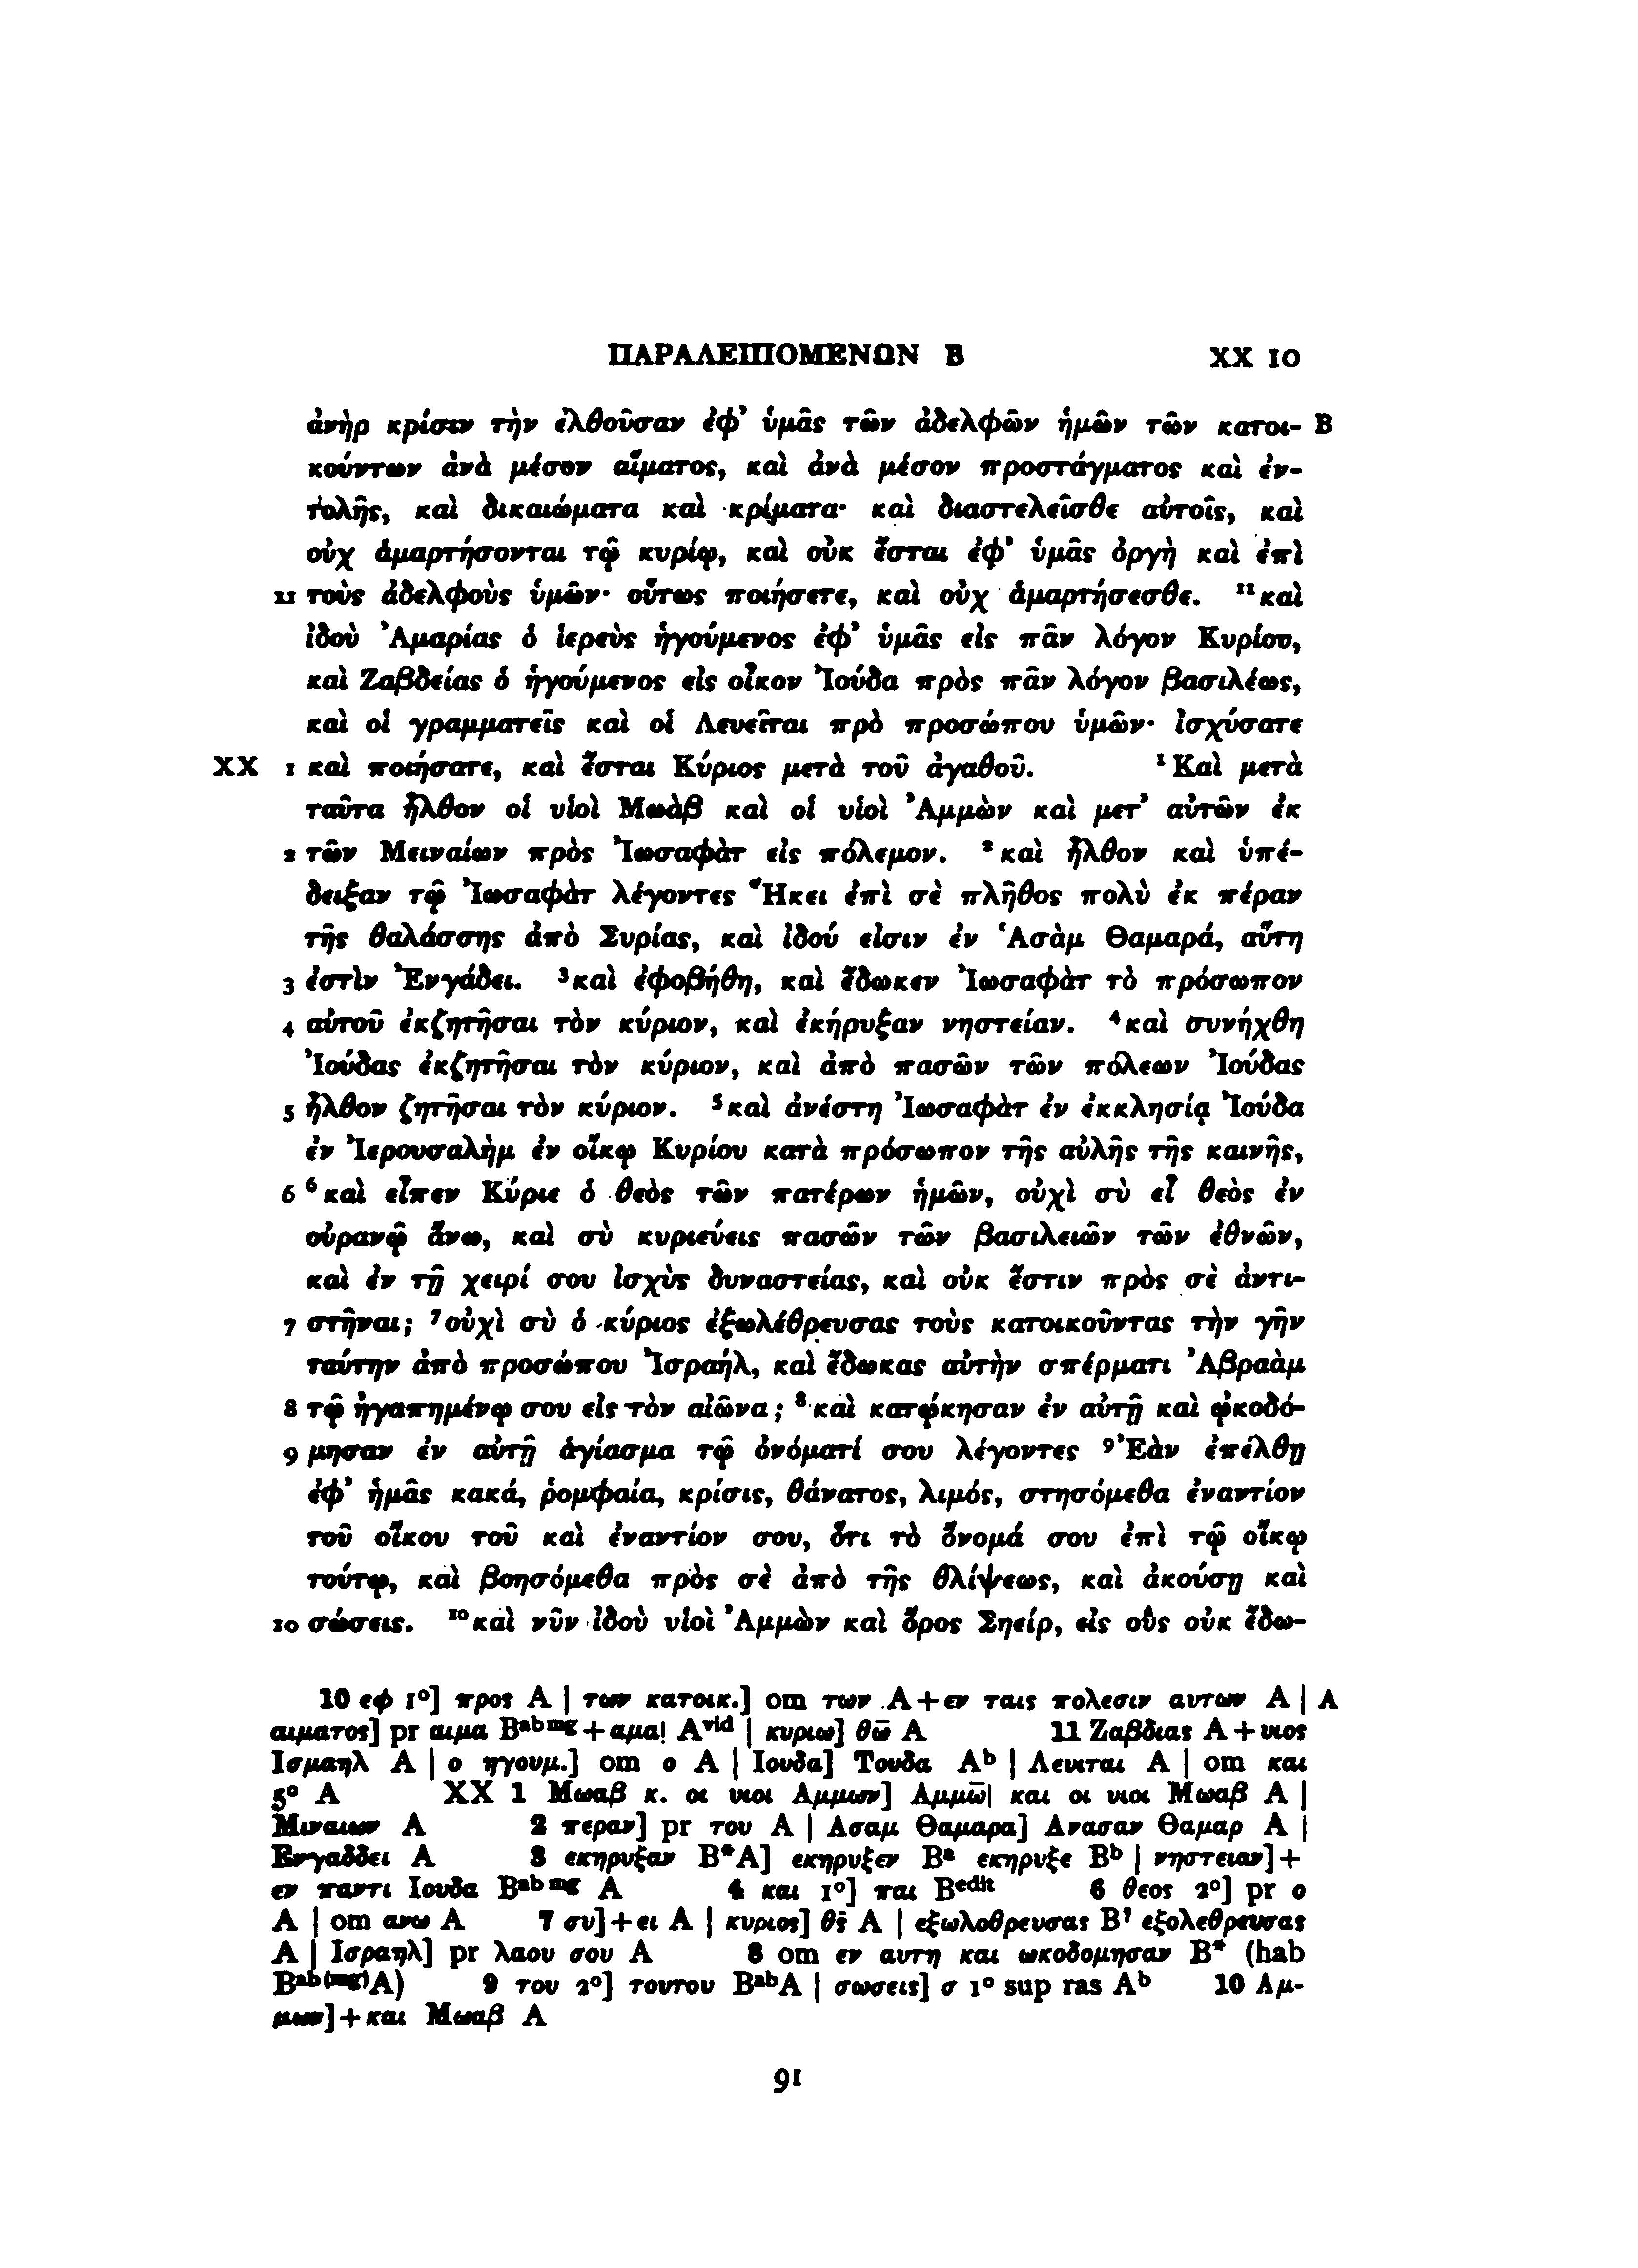 ΠΑΡΑΛΕΙΠΟΜΕΝΩΝ Β XX 10
ἀνὴρ κρίσιν τὴν ἐλθοῦσαν ἐφ’ ὑμᾶς τῶν ἀδελφῶν ἡμῶν τῶν κατοι- B
κούντων ἀνὰ μέσον αἵματος, καὶ ἀνὰ μέσον προστάγματος καὶ ἐν-
τολῆς, καὶ δικαιώματα καὶ κρίματα· καὶ διαστελεῖσθε αὐτοῖς, καὶ
οὐχ ἁμαρτήσονται τῷ κυρίῳ, καὶ οὐκ ἔσται ἐφ’ ὑμᾶς ὀργὴ καὶ ἐπὶ
11 τοὺς ἀδελφοὺς ὑμῶν· οὕτως ποιήσετε, καὶ οὐχ ἁμαρτήσεσθε. ¹¹καὶ
ἰδοὺ Ἀμαρίας ὁ ἱερεὺς ἡγούμενος ἐφ’ ὑμᾶς εἰς πᾶν λόγον Κυρίου,
καὶ Ζαβδείας ὁ ἡγούμενος εἰς οἶκον Ἰούδα πρὸς πᾶν λόγον βασιλέως,
καὶ οἱ γραμματεῖς καὶ οἱ Λευεῖται πρὸ προσώπου ὑμῶν· ἰσχύσατε
XX 1 καὶ ποιήσατε, καὶ ἔσται Κύριος μετὰ τοῦ ἀγαθοῦ. ¹Καὶ μετὰ
ταῦτα ἦλθον οἱ υἱοὶ Μωὰβ καὶ οἱ υἱοὶ Ἀμμὼν καὶ μετ’ αὐτῶν ἐκ
2 τῶν Μειναίων πρὸς Ἰωσαφὰτ εἰς πόλεμον. ²καὶ ἦλθον καὶ ὑπέ-
δειξαν τῷ Ἰωσαφὰτ λέγοντες Ἥκει ἐπὶ σὲ πλῆθος πολὺ ἐκ πέραν
τῆς θαλάσσης ἀπὸ Συρίας, καὶ ἰδού εἰσιν ἐν Ἁσὰμ Θαμαρά, αὕτη
3 ἐστὶν Ἐνγάδει. ³καὶ ἐφοβήθη, καὶ ἔδωκεν Ἰωσαφὰτ τὸ πρόσωπον
4 αὐτοῦ ἐκζητῆσαι τὸν κύριον, καὶ ἐκήρυξαν νηστείαν. ⁴καὶ συνήχθη
Ἰούδας ἐκζητῆσαι τὸν κύριον, καὶ ἀπὸ πασῶν τῶν πόλεων Ἰούδας
5 ἦλθον ζητῆσαι τὸν κύριον. ⁵καὶ ἀνέστη Ἰωσαφὰτ ἐν ἐκκλησίᾳ Ἰούδα
ἐν Ἰερουσαλὴμ ἐν οἴκῳ Κυρίου κατὰ πρόσωπον τῆς αὐλῆς τῆς καινῆς,
6 ⁶καὶ εἶπεν Κύριε ὁ θεὸς τῶν πατέρων ἡμῶν, οὐχὶ σὺ εἶ θεὸς ἐν
οὐρανῷ ἄνω, καὶ σὺ κυριεύεις πασῶν τῶν βασιλειῶν τῶν ἐθνῶν,
καὶ ἐν τῇ χειρί σου ἰσχὺς δυναστείας, καὶ οὐκ ἔστιν πρὸς σὲ ἀντι-
7 στῆναι; ⁷οὐχὶ σὺ ὁ κύριος ἐξωλέθρευσας τοὺς κατοικοῦντας τὴν γῆν
ταύτην ἀπὸ προσώπου Ἰσραήλ, καὶ ἔδωκας αὐτὴν σπέρματι Ἀβραὰμ
8 τῷ ἠγαπημένῳ σου εἰς τὸν αἰῶνα; ⁸καὶ κατῴκησαν ἐν αὐτῇ καὶ ᾠκοδό-
9 μησαν ἐν αὐτῇ ἁγίασμα τῷ ὀνόματί σου λέγοντες ⁹Ἐὰν ἐπέλθῃ
ἐφ’ ἡμᾶς κακά, ῥομφαία, κρίσις, θάνατος, λιμός, στησόμεθα ἐναντίον
τοῦ οἴκου τοῦ καὶ ἐναντίον σου, ὅτι τὸ ὄνομά σου ἐπὶ τῷ οἴκῳ
τούτῳ, καὶ βοησόμεθα πρὸς σὲ ἀπὸ τῆς θλίψεως, καὶ ἀκούσῃ καὶ
10 σώσεις. ¹⁰καὶ νῦν ἰδοὺ υἱοὶ Ἀμμὼν καὶ ὄρος Σηείρ, εἰς οὓς οὐκ ἔδω-
10 εφ 1°] προς A | των κατοικ.] om των A+εν ταις πολεσιν αυτων A | A
αιματος] pr αιμα Bᵃᵇᵐᵍ+αμα! Aᵛⁱᵈ | κυριω] θω̄ A 11 Ζαβδιας A+υιος
Ισμαηλ A | ο ηγουμ.] om ο A | Ιουδα] Τουδα Aᵇ | Λευιται A | om και
5° A XX 1 Μωαβ κ. οι υιοι Αμμων] Αμμω̄| και οι υιοι Μωαβ A |
Μιναιων A 2 περαν] pr του A | Ασαμ Θαμαρα] Ανασαν Θαμαρ A |
Ενγαδδει A 3 εκηρυξαν B*A] εκηρυξεν Bᵃ εκηρυξε Bᵇ | νηστειαν]+
εν παντι Ιουδα Bᵃᵇᵐᵍ A 4 και 1°] παι Bᵉᵈⁱᵗ 6 θεος 2°] pr ο
A | om ανω A 7 συ]+ει A | κυριος] θς̄ A | εξωλοθρευσας B? εξολεθρευσας
A | Ισραηλ] pr λαου σου A 8 om εν αυτη και ωκοδομησαν B* (hab
Bᵃᵇ⁽ᵐᵍ⁾A) 9 του 2°] τουτου BᵃᵇA | σωσεις] σ 1° sup ras Aᵇ 10 Αμ-
μων]+και Μωαβ A
91